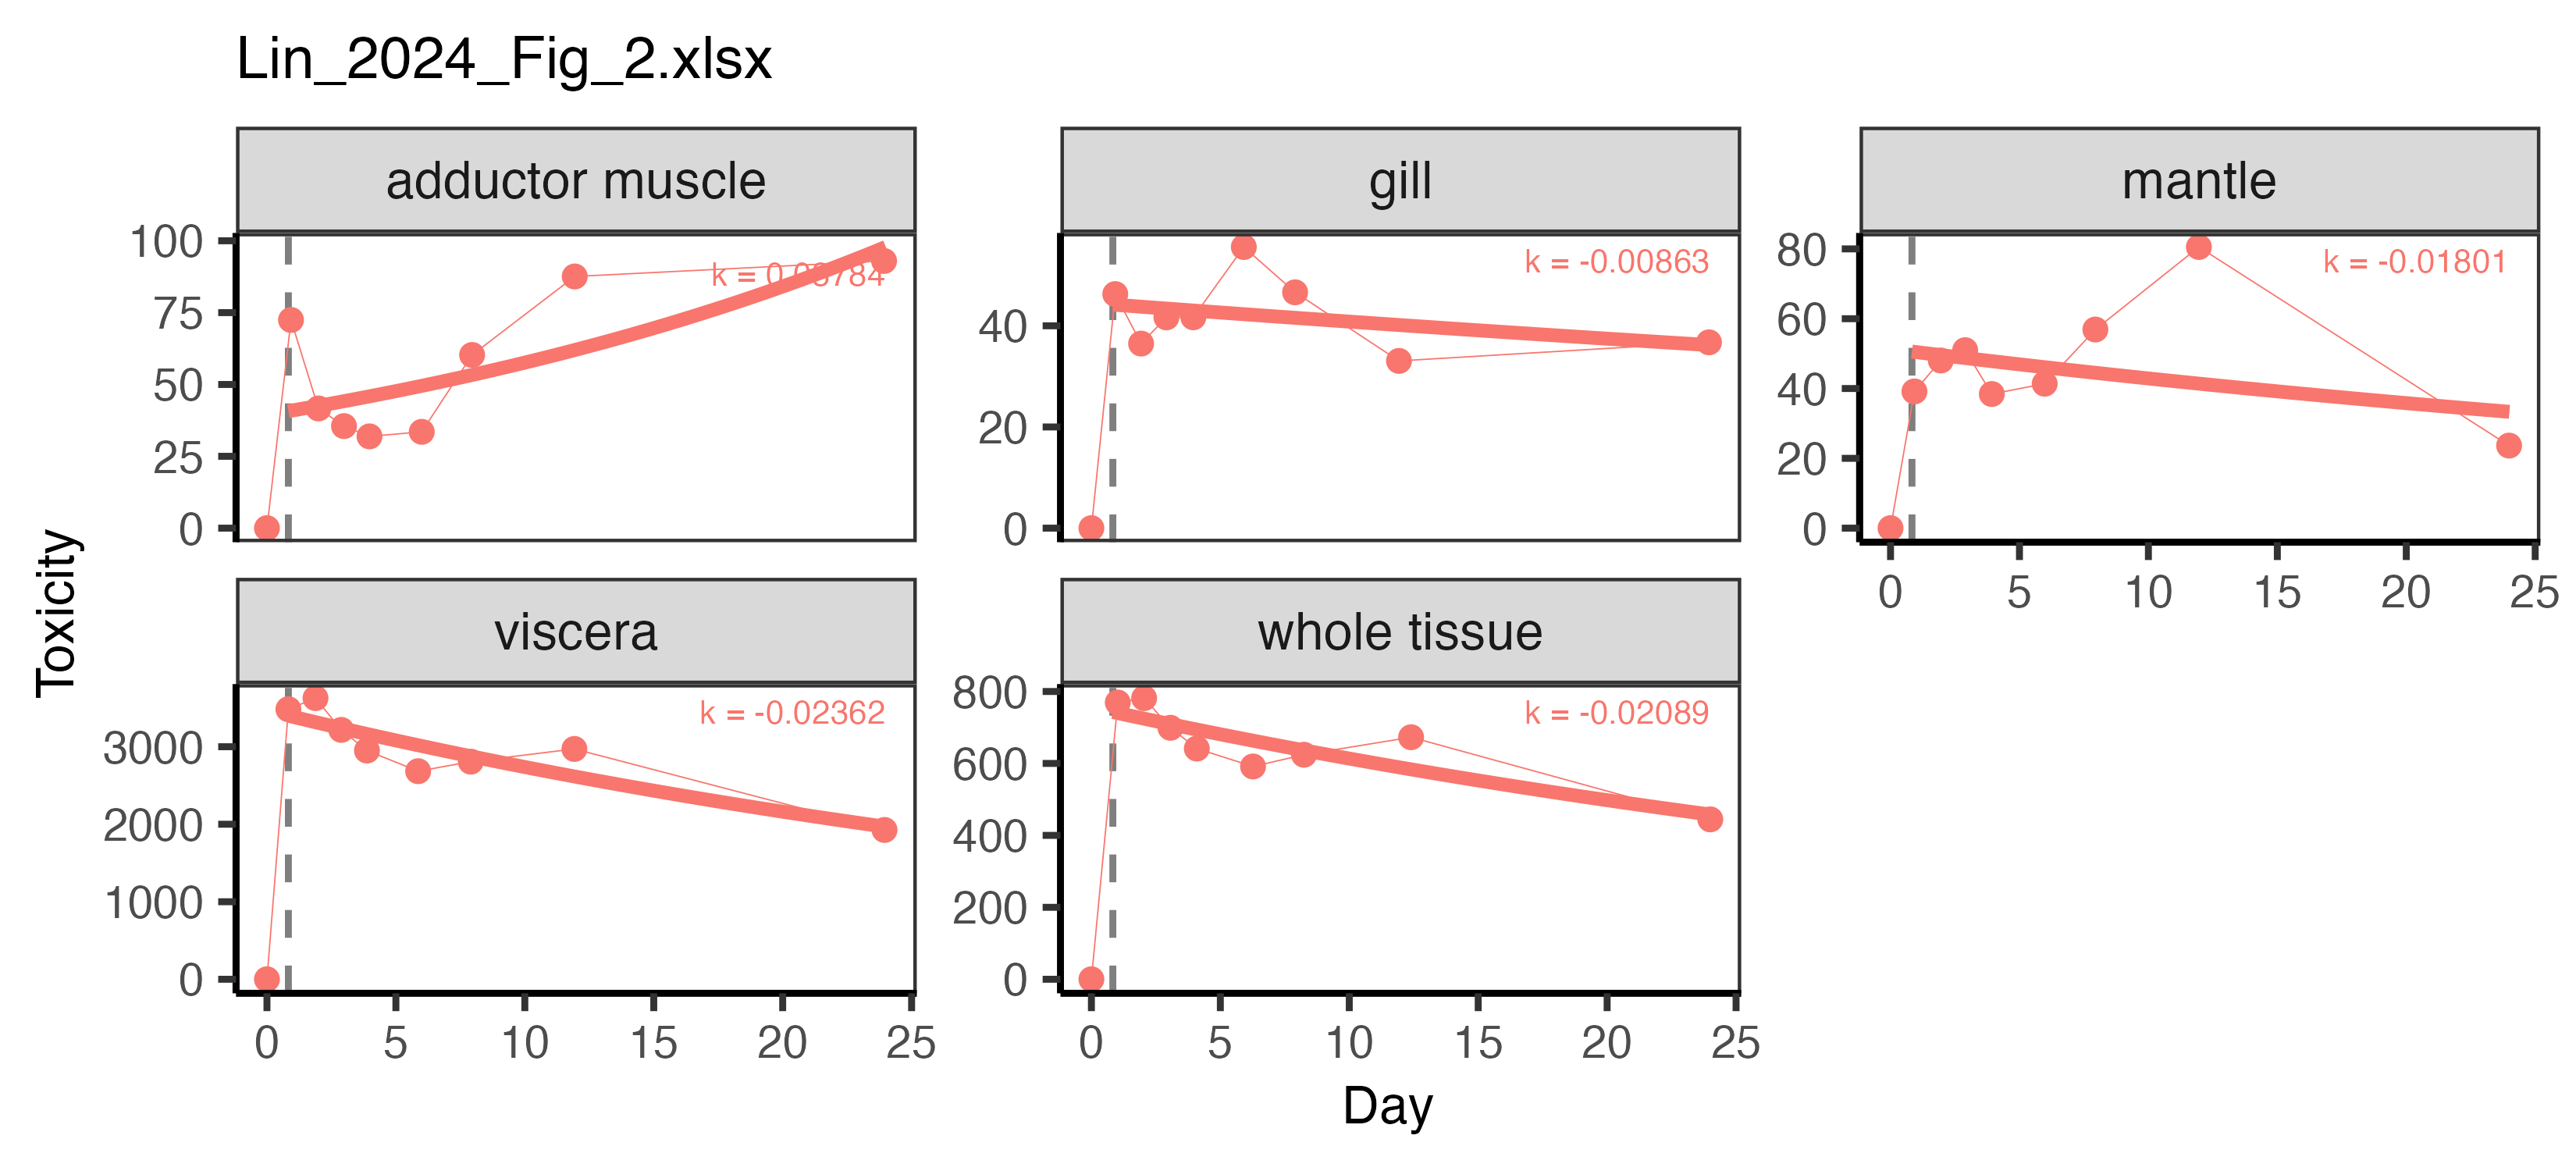 Lin_2024_Fig_2.xlsx
adductor muscle
gill
mantle
100
75
50
25
0
k = 0.03784
40
20
0
k = -0.00863
80
60
40
20
0
k = -0.01801
0 5 10 15 20 25
viscera
whole tissue
3000
2000
1000
0
k = -0.02362
800
600
400
200
0
k = -0.02089
0 5 10 15 20 25
0 5 10 15 20 25
Toxicity
Day